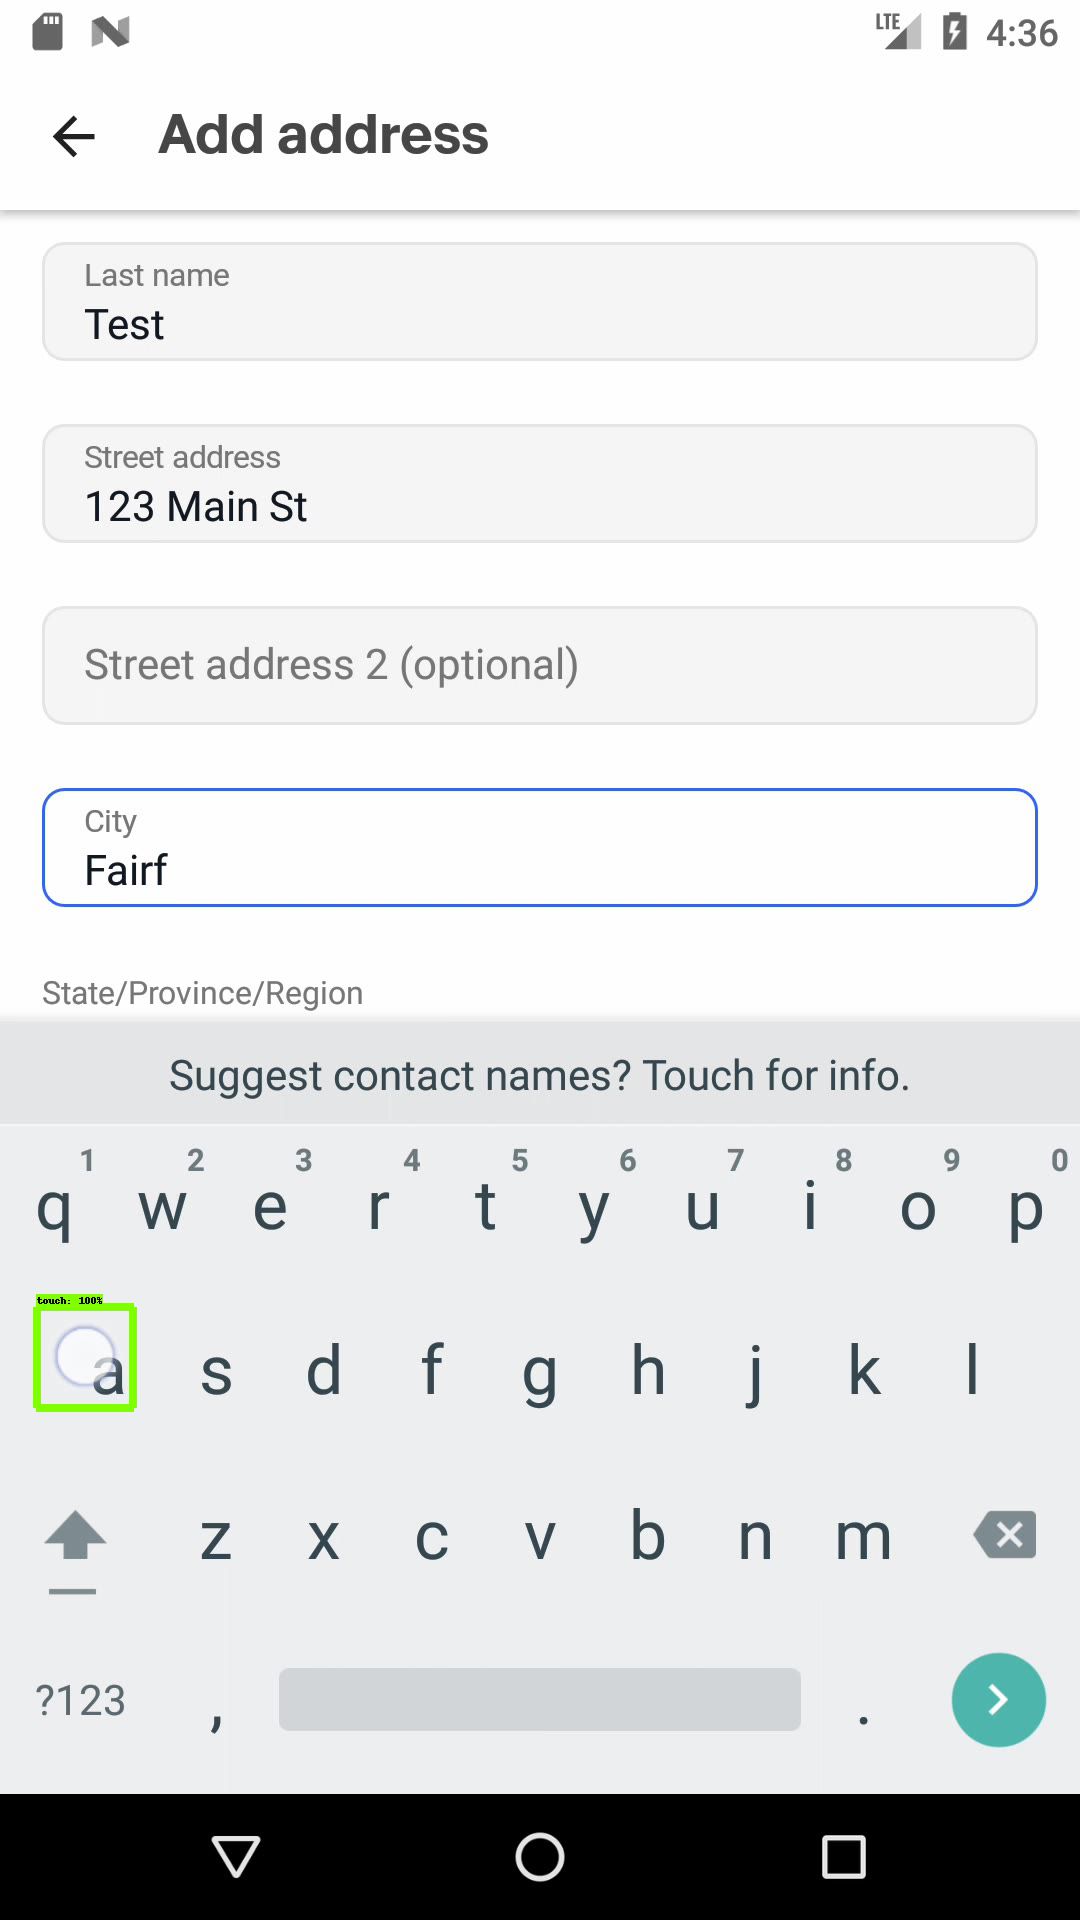 LTE 4:36
Add address
Last name
Test
Street address
123 Main St
Street address 2 (optional)
City
Fairf
State/Province/Region
Suggest contact names? Touch for info.
1 2 3 4 5 6 7 8 9 0
q w e r t y u i o p
touch: 100%
a s d f g h j k l
z x c v b n m
?123 , .